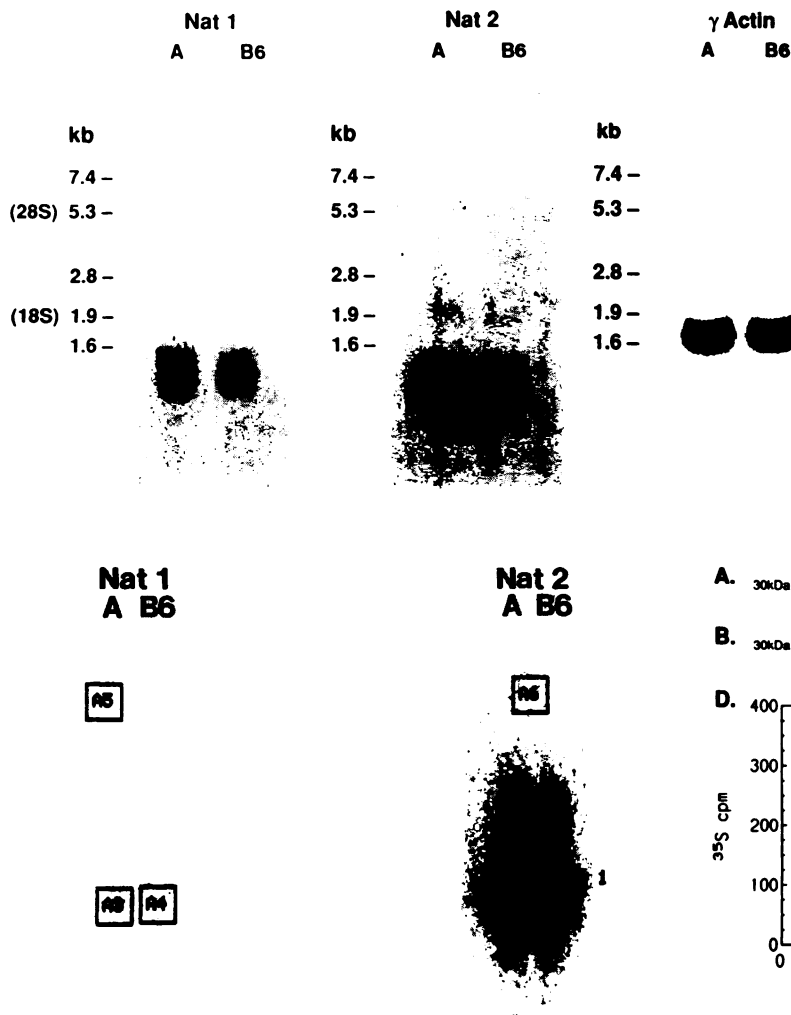 Nat 1
A B6
Nat 2
A B6
γ Actin
A B6
kb
7.4 –
(28S) 5.3 –
2.8 –
(18S) 1.9 –
1.6 –
kb
7.4 –
5.3 –
2.8 –
1.9 –
1.6 –
kb
7.4 –
5.3 –
2.8 –
1.9 –
1.6 –
Nat 1
A B6
A5
A4
Nat 2
A B6
1
A. 30kDa
B. 30kDa
D.
400
300
200
100
0
0
³⁵S cpm